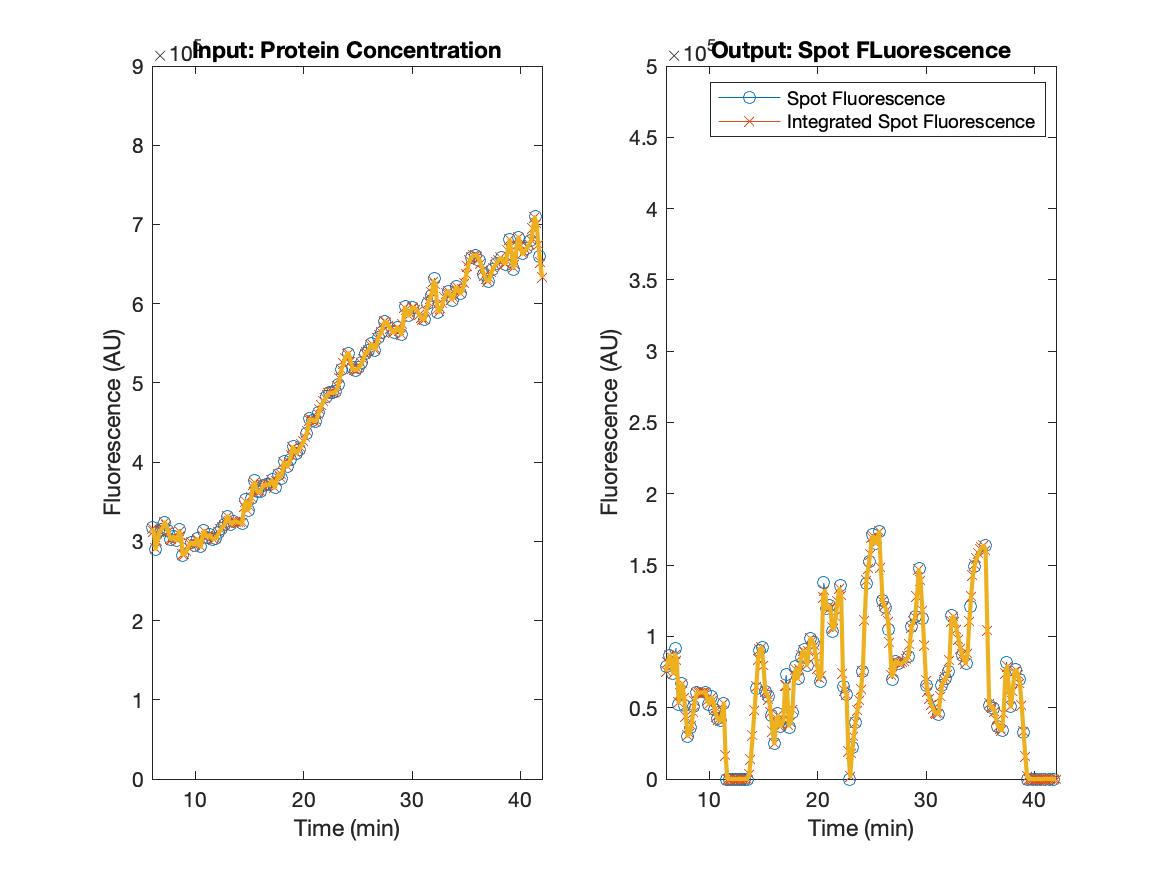 ×10⁵
Input: Protein Concentration
9
8
7
6
5
4
3
2
1
0
Fluorescence (AU)
10 20 30 40
Time (min)
×10⁵
Output: Spot FLuorescence
Spot Fluorescence
Integrated Spot Fluorescence
5
4.5
4
3.5
3
2.5
2
1.5
1
0.5
0
Fluorescence (AU)
10 20 30 40
Time (min)